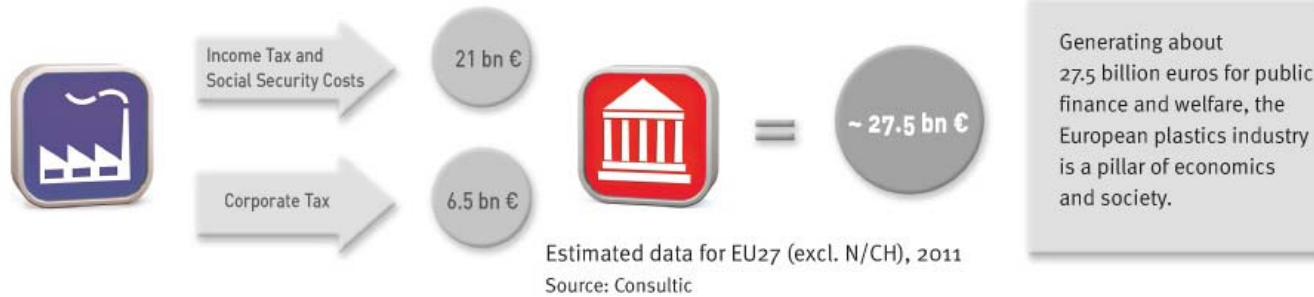 Income Tax and
Social Security Costs
21 bn €
Corporate Tax
6.5 bn €
=
~ 27.5 bn €
Estimated data for EU27 (excl. N/CH), 2011
Source: Consultic
Generating about
27.5 billion euros for public
finance and welfare, the
European plastics industry
is a pillar of economics
and society.